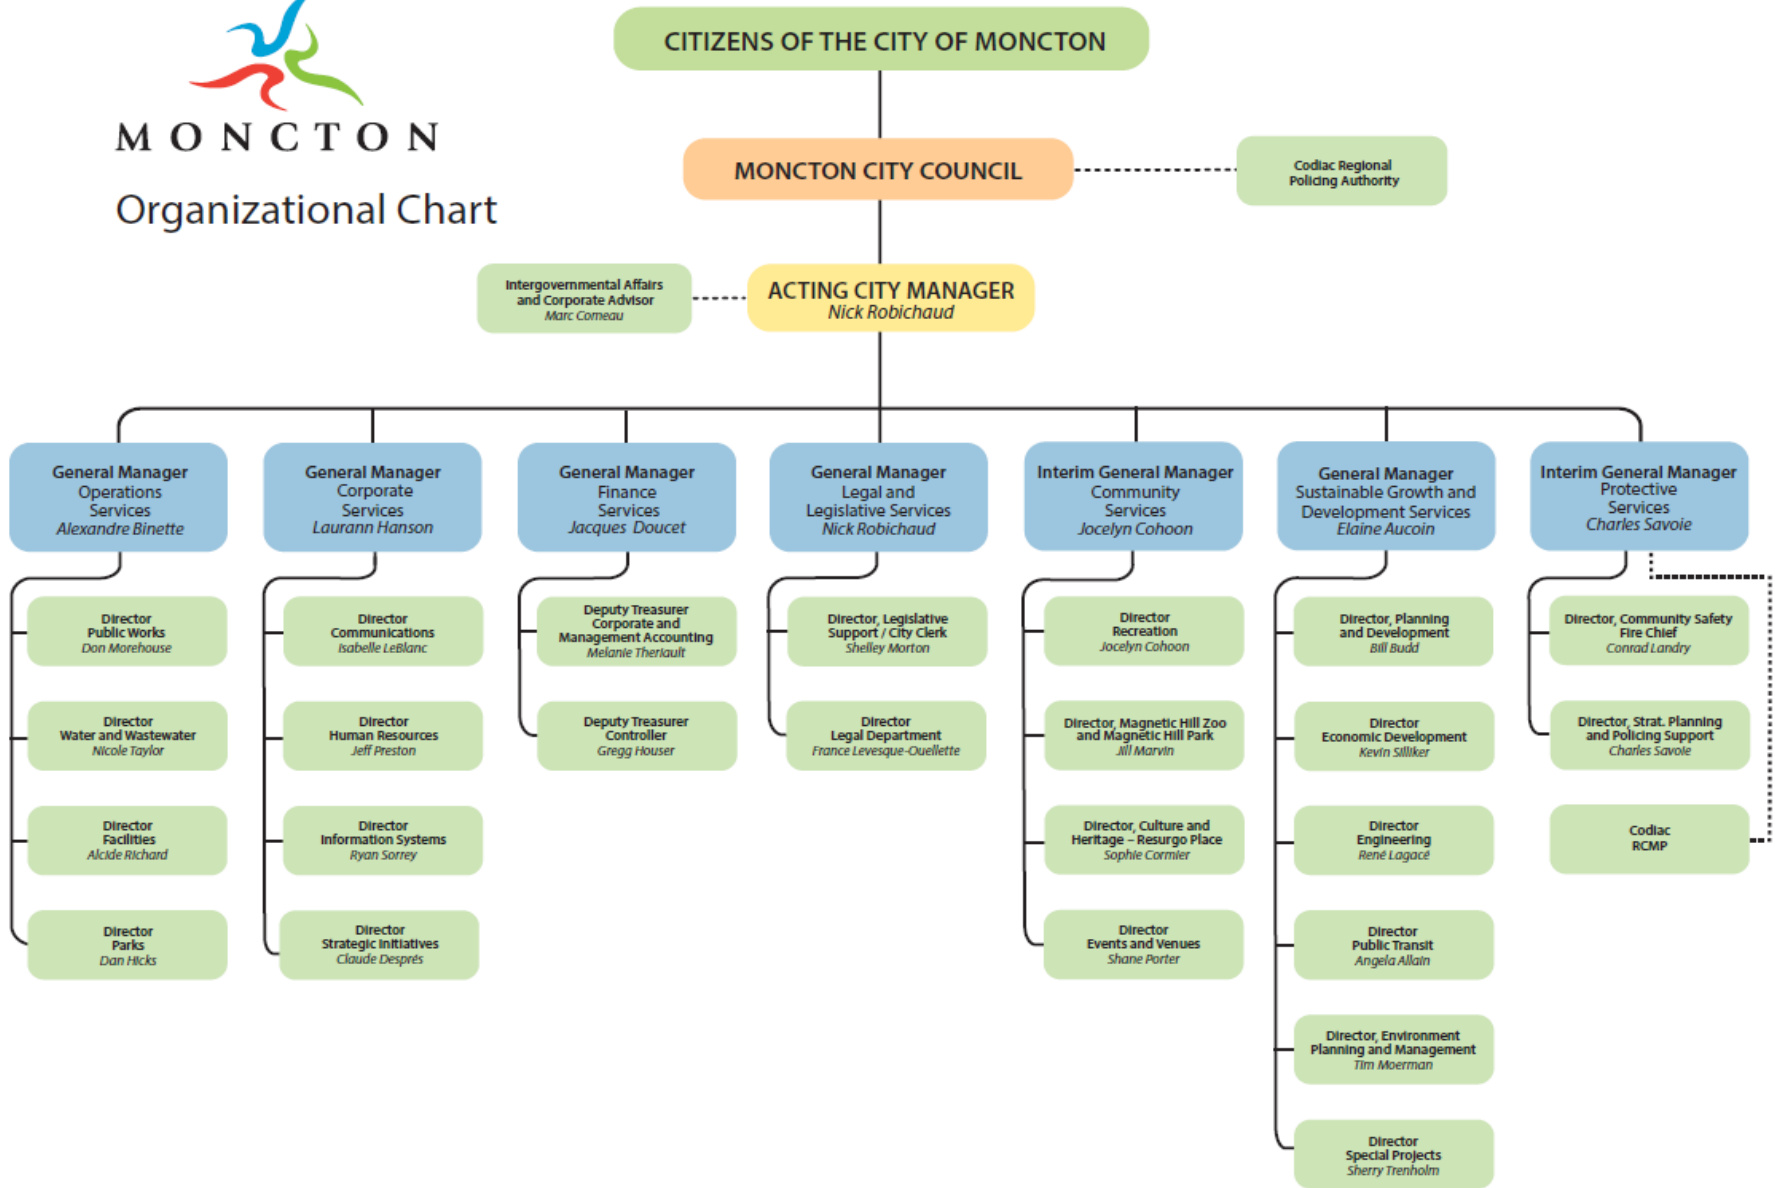 MONCTON
Organizational Chart
CITIZENS OF THE CITY OF MONCTON
MONCTON CITY COUNCIL
Codiac Regional
Policing Authority
Intergovernmental Affairs
and Corporate Advisor
Marc Comeau
ACTING CITY MANAGER
Nick Robichaud
General Manager
Operations
Services
Alexandre Binette
Director
Public Works
Don Morehouse
Director
Water and Wastewater
Nicole Taylor
Director
Facilities
Alcide Richard
Director
Parks
Dan Hicks
General Manager
Corporate
Services
Laurann Hanson
Director
Communications
Isabelle LeBlanc
Director
Human Resources
Jeff Preston
Director
Information Systems
Ryan Sorrey
Director
Strategic Initiatives
Claude Després
General Manager
Finance
Services
Jacques Doucet
Deputy Treasurer
Corporate and
Management Accounting
Melanie Theriault
Deputy Treasurer
Controller
Gregg Houser
General Manager
Legal and
Legislative Services
Nick Robichaud
Director, Legislative
Support / City Clerk
Shelley Morton
Director
Legal Department
France Levesque-Ouellette
Interim General Manager
Community
Services
Jocelyn Cohoon
Director
Recreation
Jocelyn Cohoon
Director, Magnetic Hill Zoo
and Magnetic Hill Park
Jill Marvin
Director, Culture and
Heritage – Resurgo Place
Sophie Cormier
Director
Events and Venues
Shane Porter
General Manager
Sustainable Growth and
Development Services
Elaine Aucoin
Director, Planning
and Development
Bill Budd
Director
Economic Development
Kevin Silliker
Director
Engineering
René Lagacé
Director
Public Transit
Angela Allain
Director, Environment
Planning and Management
Tim Moerman
Director
Special Projects
Sherry Trenholm
Interim General Manager
Protective
Services
Charles Savoie
Director, Community Safety
Fire Chief
Conrad Landry
Director, Strat. Planning
and Policing Support
Charles Savoie
Codiac
RCMP